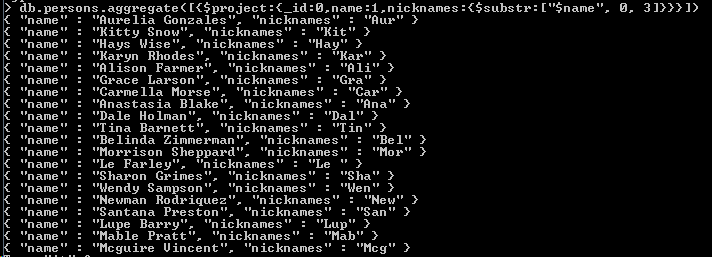 > db.persons.aggregate([{$project:{_id:0,name:1,nicknames:{$substr:["$name", 0, 3]}}}])
{ "name" : "Aurelia Gonzales", "nicknames" : "Aur" }
{ "name" : "Kitty Snow", "nicknames" : "Kit" }
{ "name" : "Hays Wise", "nicknames" : "Hay" }
{ "name" : "Karyn Rhodes", "nicknames" : "Kar" }
{ "name" : "Alison Farmer", "nicknames" : "Ali" }
{ "name" : "Grace Larson", "nicknames" : "Gra" }
{ "name" : "Carmella Morse", "nicknames" : "Car" }
{ "name" : "Anastasia Blake", "nicknames" : "Ana" }
{ "name" : "Dale Holman", "nicknames" : "Dal" }
{ "name" : "Tina Barnett", "nicknames" : "Tin" }
{ "name" : "Belinda Zimmerman", "nicknames" : "Bel" }
{ "name" : "Morrison Sheppard", "nicknames" : "Mor" }
{ "name" : "Le Farley", "nicknames" : "Le " }
{ "name" : "Sharon Grimes", "nicknames" : "Sha" }
{ "name" : "Wendy Sampson", "nicknames" : "Wen" }
{ "name" : "Newman Rodriquez", "nicknames" : "New" }
{ "name" : "Santana Preston", "nicknames" : "San" }
{ "name" : "Lupe Barry", "nicknames" : "Lup" }
{ "name" : "Mable Pratt", "nicknames" : "Mab" }
{ "name" : "Mcguire Vincent", "nicknames" : "Mcg" }